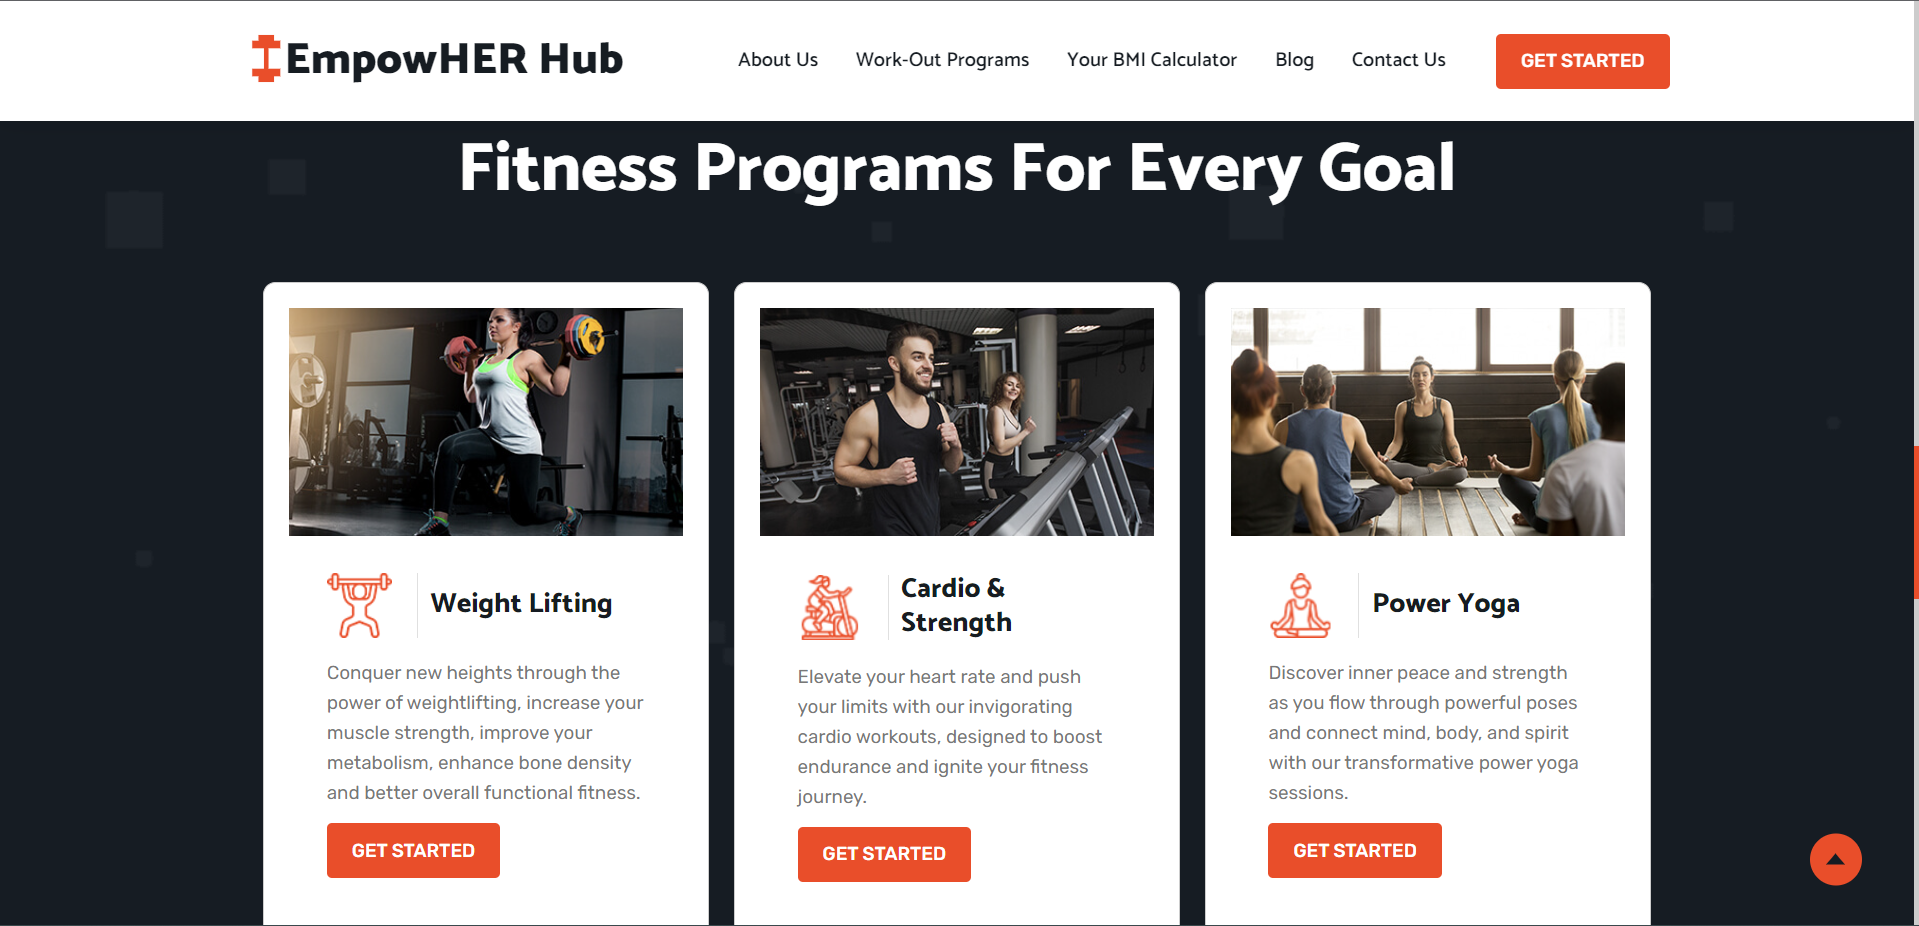 EmpowHER Hub
About Us
Work-Out Programs
Your BMI Calculator
Blog
Contact Us
GET STARTED
Fitness Programs For Every Goal
Weight Lifting
Conquer new heights through the
power of weightlifting, increase your
muscle strength, improve your
metabolism, enhance bone density
and better overall functional fitness.
GET STARTED
Cardio &
Strength
Elevate your heart rate and push
your limits with our invigorating
cardio workouts, designed to boost
endurance and ignite your fitness
journey.
GET STARTED
Power Yoga
Discover inner peace and strength
as you flow through powerful poses
and connect mind, body, and spirit
with our transformative power yoga
sessions.
GET STARTED